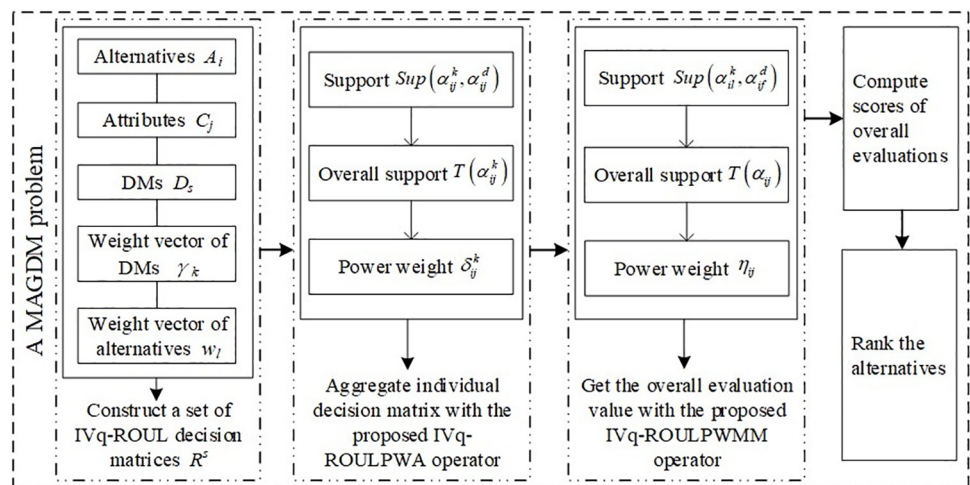 A MAGDM problem
Alternatives A_i
Attributes C_j
DMs D_s
Weight vector of
DMs γ_k
Weight vector of
alternatives w_l
Construct a set of
IVq-ROUL decision
matrices R^s
Support Sup(α_ij^k, α_ij^d)
Overall support T(α_ij^k)
Power weight δ_ij^k
Aggregate individual
decision matrix with the
proposed IVq-
ROULPWA operator
Support Sup(α_il^k, α_if^d)
Overall support T(α_ij)
Power weight η_ij
Get the overall evaluation
value with the proposed
IVq-ROULPWMM
operator
Compute
scores of
overall
evaluations
Rank the
alternatives